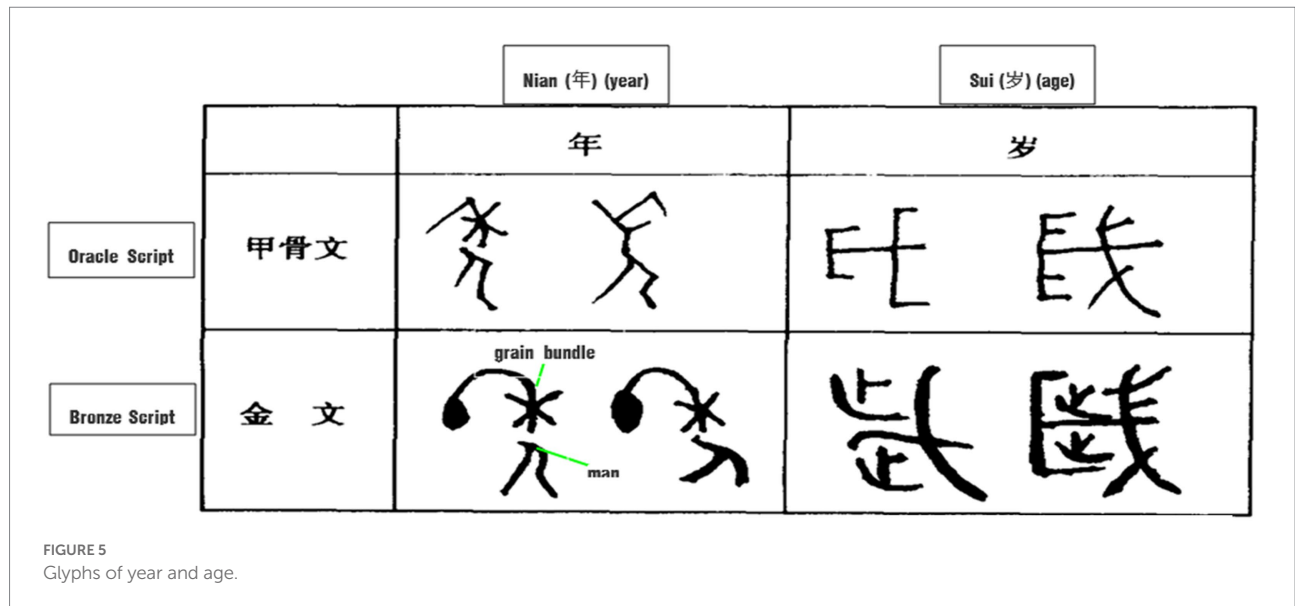 Nian (年) (year)
Sui (岁) (age)
年
岁
Oracle Script
甲骨文
grain bundle
Bronze Script
金 文
man
FIGURE 5
Glyphs of year and age.